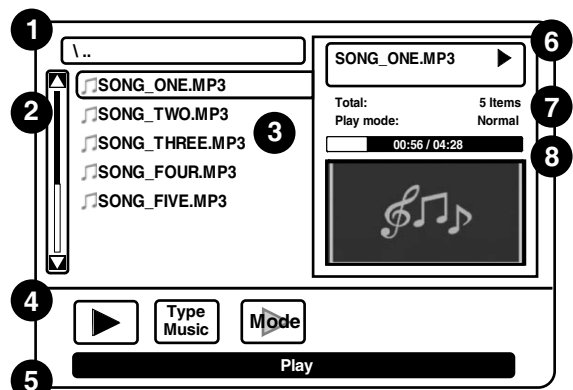 1
\ ..
2
SONG_ONE.MP3
SONG_TWO.MP3
SONG_THREE.MP3
3
SONG_FOUR.MP3
SONG_FIVE.MP3
6
SONG_ONE.MP3
7
Total: 5 Items
Play mode: Normal
8
00:56 / 04:28
4
Type
Music
Mode
5
Play